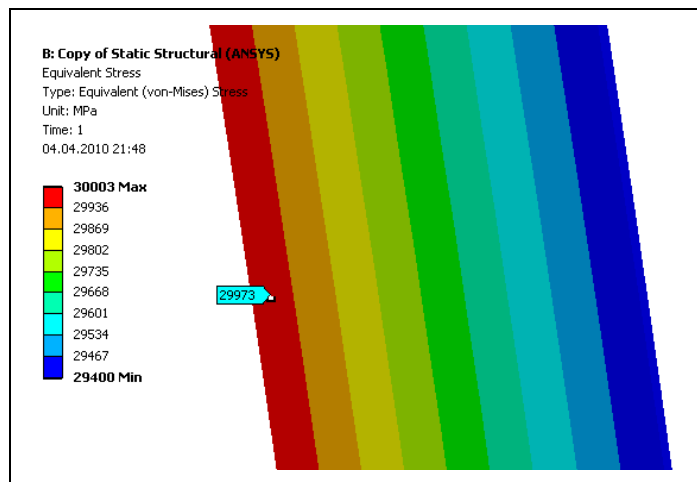 B: Copy of Static Structural (ANSYS)
Equivalent Stress
Type: Equivalent (von-Mises) Stress
Unit: MPa
Time: 1
04.04.2010 21:48
30003 Max
29936
29869
29802
29735
29668
29601
29534
29467
29400 Min
29973